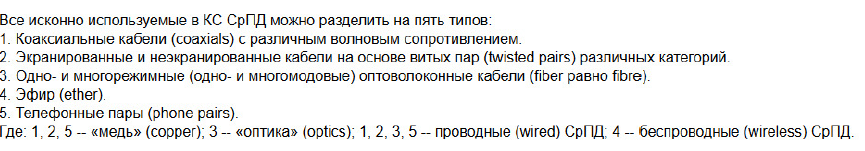 Все исконно используемые в КС СрПД можно разделить на пять типов:
1. Коаксиальные кабели (coaxials) с различным волновым сопротивлением.
2. Экранированные и неэкранированные кабели на основе витых пар (twisted pairs) различных категорий.
3. Одно- и многорежимные (одно- и многомодовые) оптоволоконные кабели (fiber равно fibre).
4. Эфир (ether).
5. Телефонные пары (phone pairs).
Где: 1, 2, 5 -- «медь» (copper); 3 -- «оптика» (optics); 1, 2, 3, 5 -- проводные (wired) СрПД; 4 -- беспроводные (wireless) СрПД.